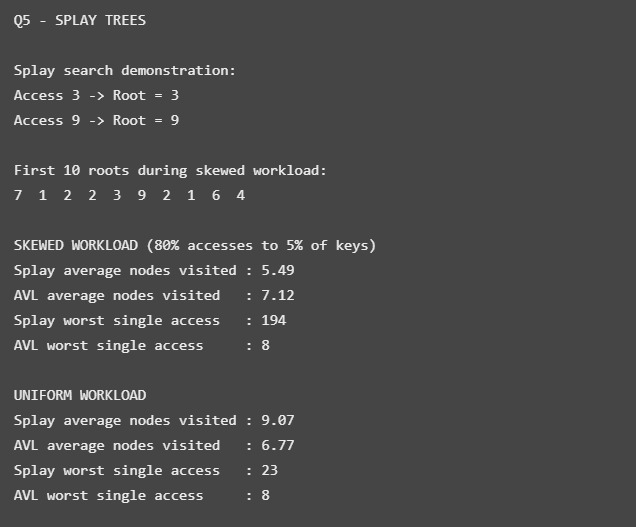 Q5 - SPLAY TREES
Splay search demonstration:
Access 3 -> Root = 3
Access 9 -> Root = 9
First 10 roots during skewed workload:
7  1  2  2  3  9  2  1  6  4
SKEWED WORKLOAD (80% accesses to 5% of keys)
Splay average nodes visited : 5.49
AVL average nodes visited   : 7.12
Splay worst single access   : 194
AVL worst single access     : 8
UNIFORM WORKLOAD
Splay average nodes visited : 9.07
AVL average nodes visited   : 6.77
Splay worst single access   : 23
AVL worst single access     : 8